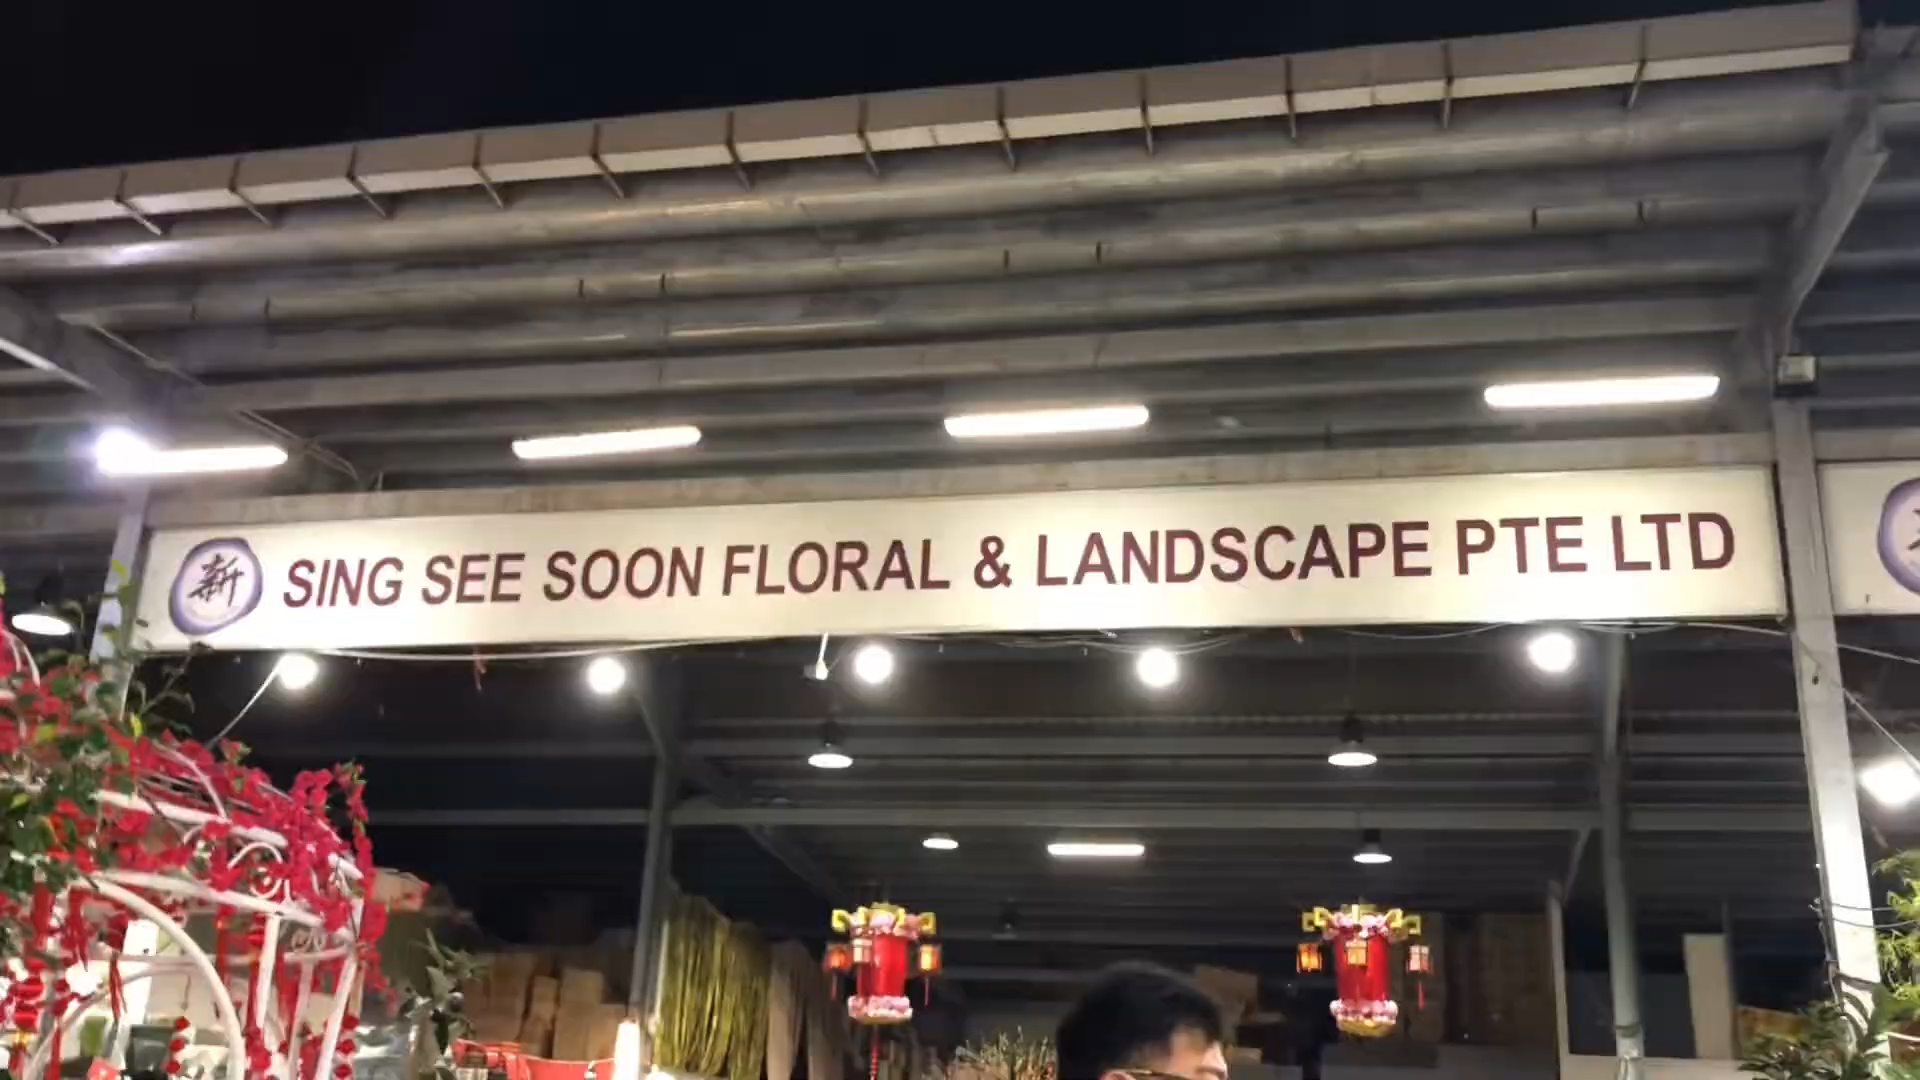 新 SING SEE SOON FLORAL & LANDSCAPE PTE LTD